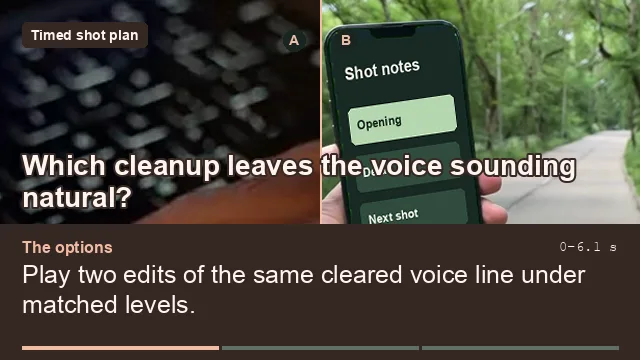 Timed shot plan
A
B
Shot notes
Opening
Next shot
Which cleanup leaves the voice sounding
natural?
The options
0–6.1 s
Play two edits of the same cleared voice line under
matched levels.